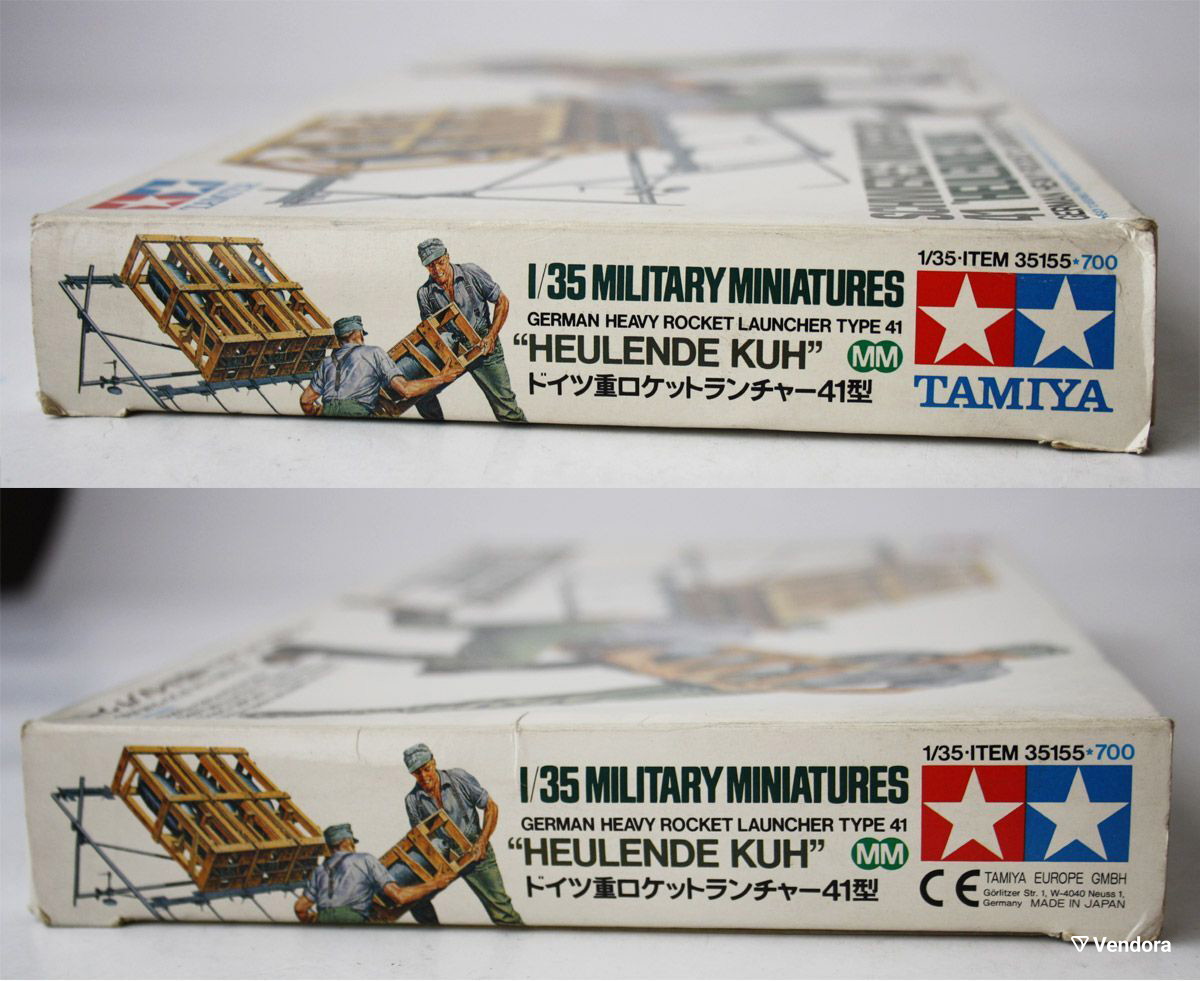 1/35·ITEM 35155★700
1/35 MILITARY MINIATURES
GERMAN HEAVY ROCKET LAUNCHER TYPE 41
“HEULENDE KUH” MM
ドイツ重ロケットランチャー41型
TAMIYA
1/35·ITEM 35155★700
1/35 MILITARY MINIATURES
GERMAN HEAVY ROCKET LAUNCHER TYPE 41
“HEULENDE KUH” MM
ドイツ重ロケットランチャー41型
CE TAMIYA EUROPE GMBH
Görlitzer Str. 1, W-4040 Neuss 1,
Germany MADE IN JAPAN
Vendora